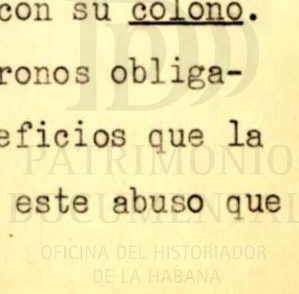 con su colono.
ronos obliga-
eficios que la
este abuso que
PATRIMONIO
DOCUMENTAL
OFICINA DEL HISTORIADOR
DE LA HABANA